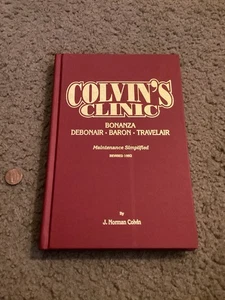 COLVIN'S
CLINIC
BONANZA
DEBONAIR • BARON • TRAVELAIR
Maintenance Simplified
by
J. Norman Colvin